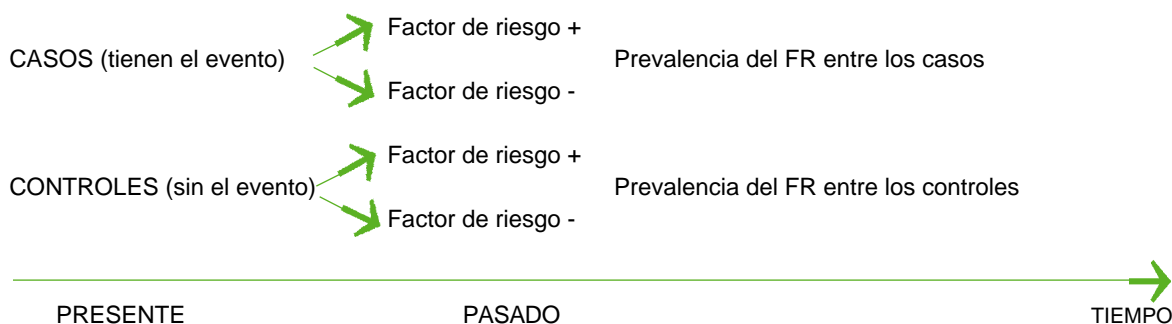 Factor de riesgo +
CASOS (tienen el evento)
Prevalencia del FR entre los casos
Factor de riesgo -
Factor de riesgo +
CONTROLES (sin el evento)
Prevalencia del FR entre los controles
Factor de riesgo -
PRESENTE
PASADO
TIEMPO